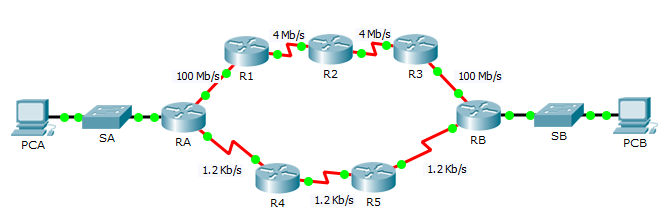 4 Mb/s
4 Mb/s
R1
R2
R3
100 Mb/s
100 Mb/s
PCA
SA
RA
RB
SB
PCB
1.2 Kb/s
1.2 Kb/s
R4
1.2 Kb/s
R5